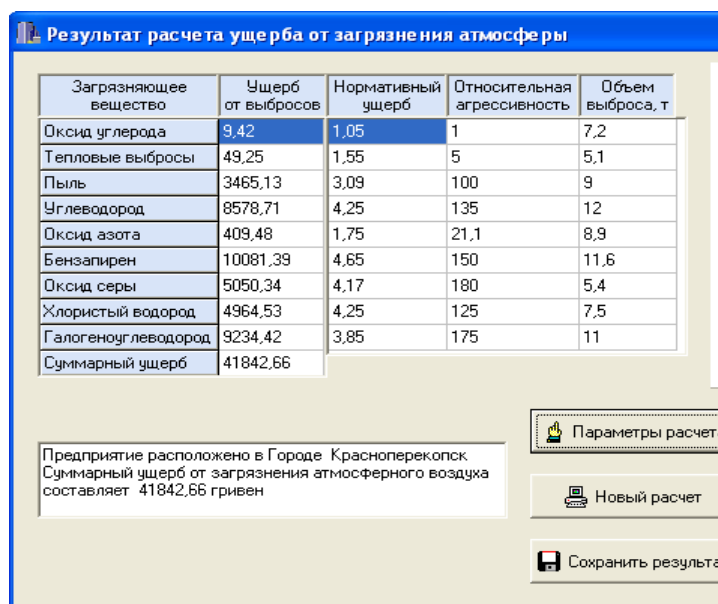 Результат расчета ущерба от загрязнения атмосферы
Загрязняющее вещество Ущерб от выбросов Нормативный ущерб Относительная агрессивность Объем выброса, т
Оксид углерода 9,42 1,05 1 7,2
Тепловые выбросы 49,25 1,55 5 5,1
Пыль 3465,13 3,09 100 9
Углеводород 8578,71 4,25 135 12
Оксид азота 409,48 1,75 21,1 8,9
Бензапирен 10081,39 4,65 150 11,6
Оксид серы 5050,34 4,17 180 5,4
Хлористый водород 4964,53 4,25 125 7,5
Галогеноуглеводород 9234,42 3,85 175 11
Суммарный ущерб 41842,66
Предприятие расположено в Городе Красноперекопск
Суммарный ущерб от загрязнения атмосферного воздуха
составляет 41842,66 гривен
Параметры расчет
Новый расчет
Сохранить результа